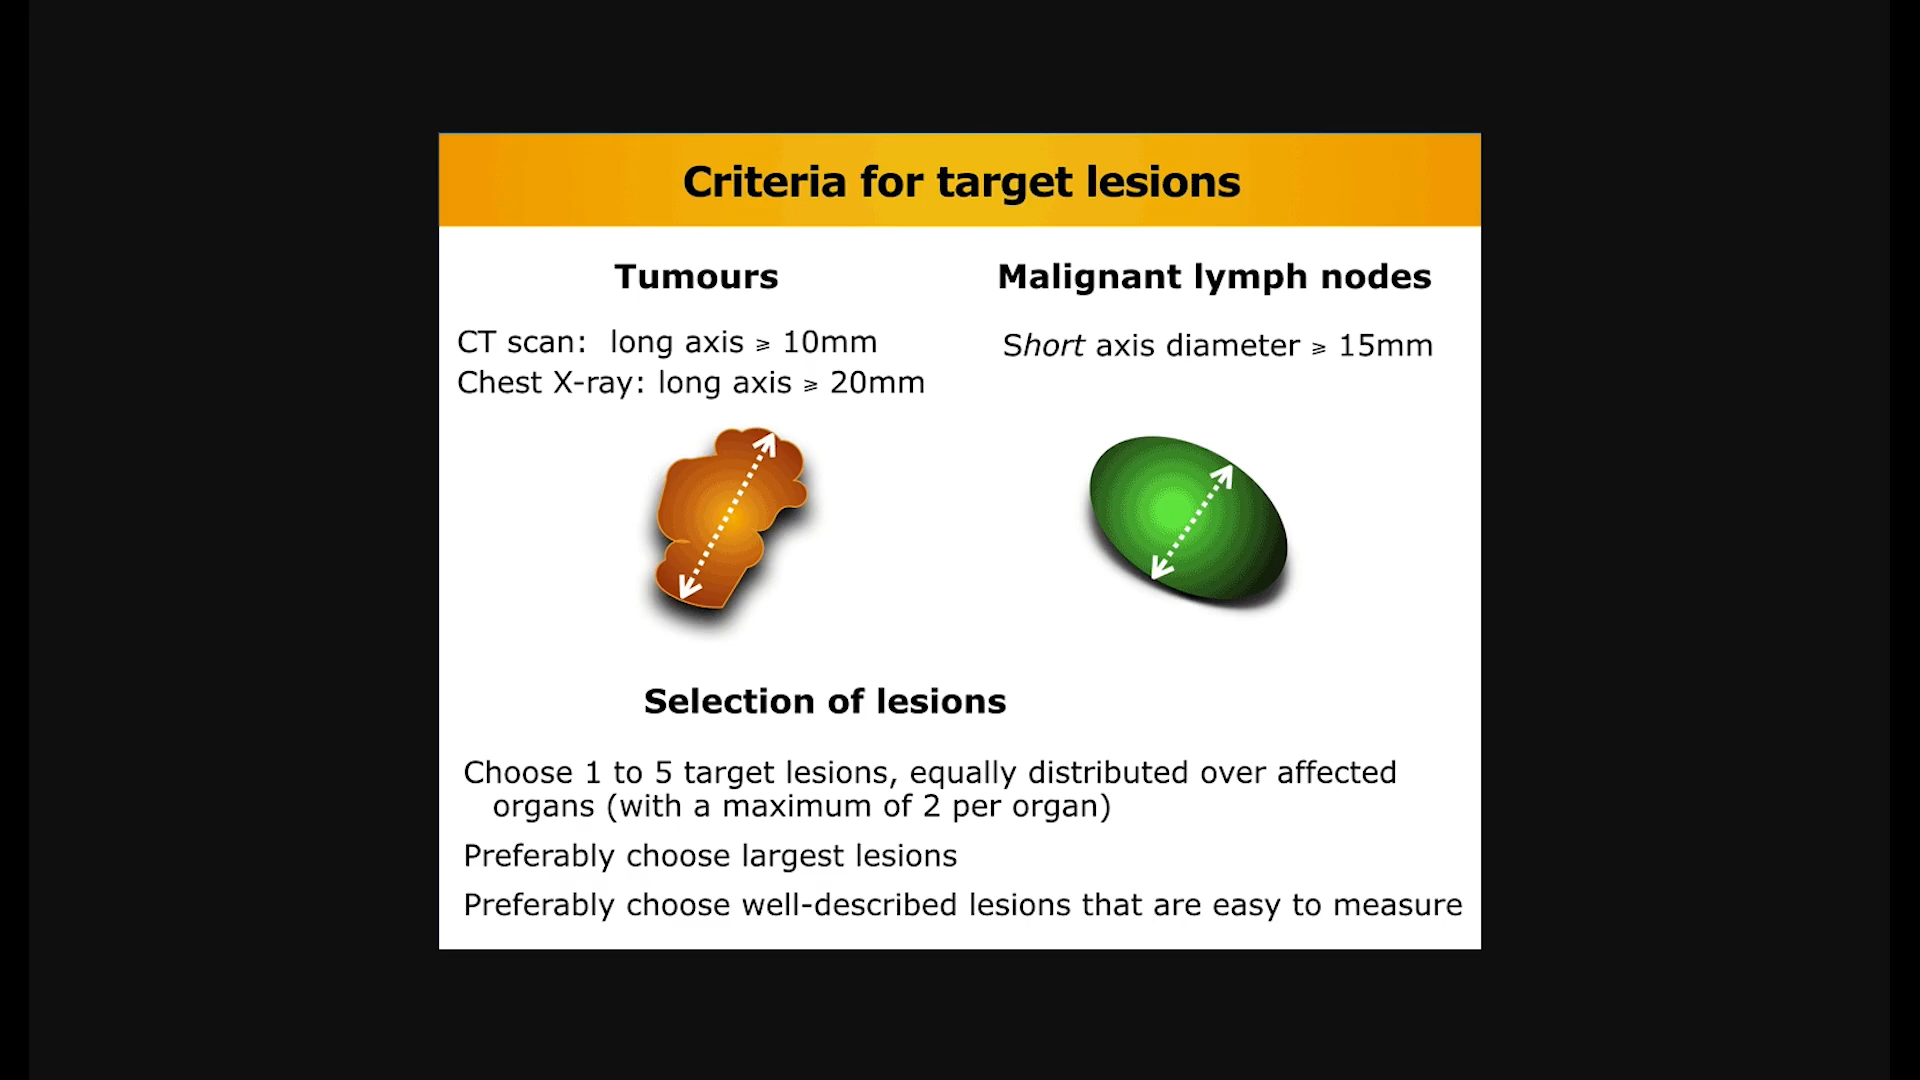 Criteria for target lesions
Tumours
CT scan: long axis ⩾ 10mm
Chest X-ray: long axis ⩾ 20mm
Malignant lymph nodes
Short axis diameter ⩾ 15mm
Selection of lesions
Choose 1 to 5 target lesions, equally distributed over affected
organs (with a maximum of 2 per organ)
Preferably choose largest lesions
Preferably choose well-described lesions that are easy to measure